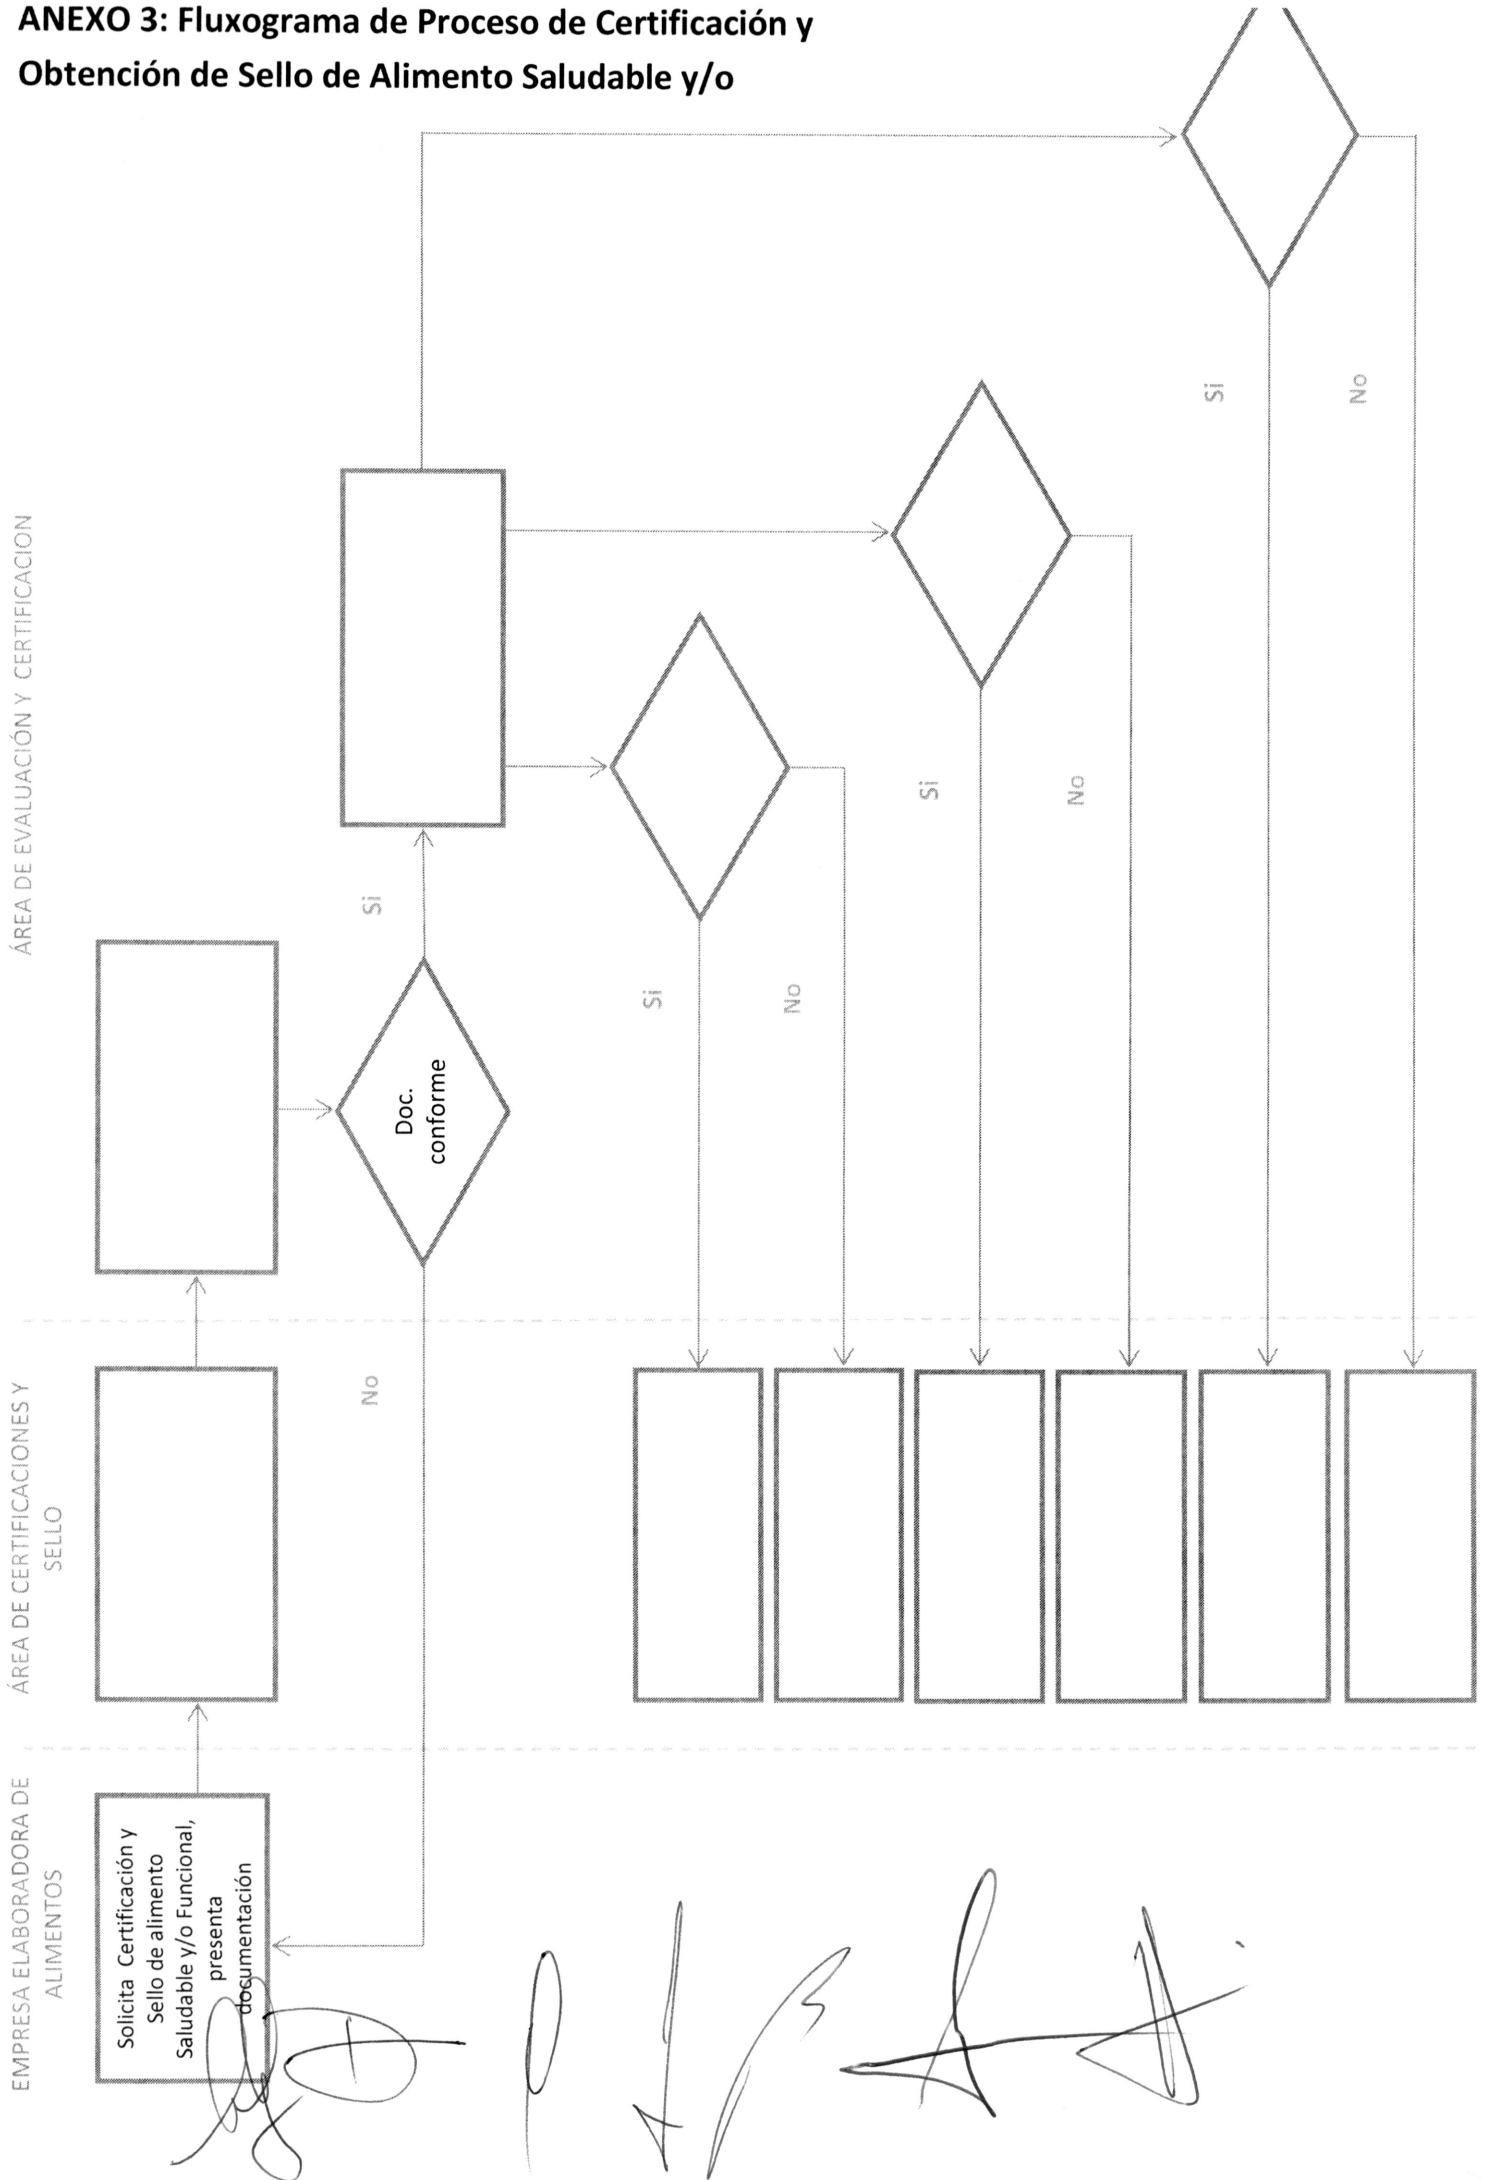 ANEXO 3: Fluxograma de Proceso de Certificación y
Obtención de Sello de Alimento Saludable y/o
EMPRESA ELABORADORA DE
ALIMENTOS
ÁREA DE CERTIFICACIONES Y
SELLO
ÁREA DE EVALUACIÓN Y CERTIFICACION
Solicita Certificación y
Sello de alimento
Saludable y/o Funcional,
presenta
documentación
Doc.
conforme
No
Si
Si
No
Si
No
Si
No